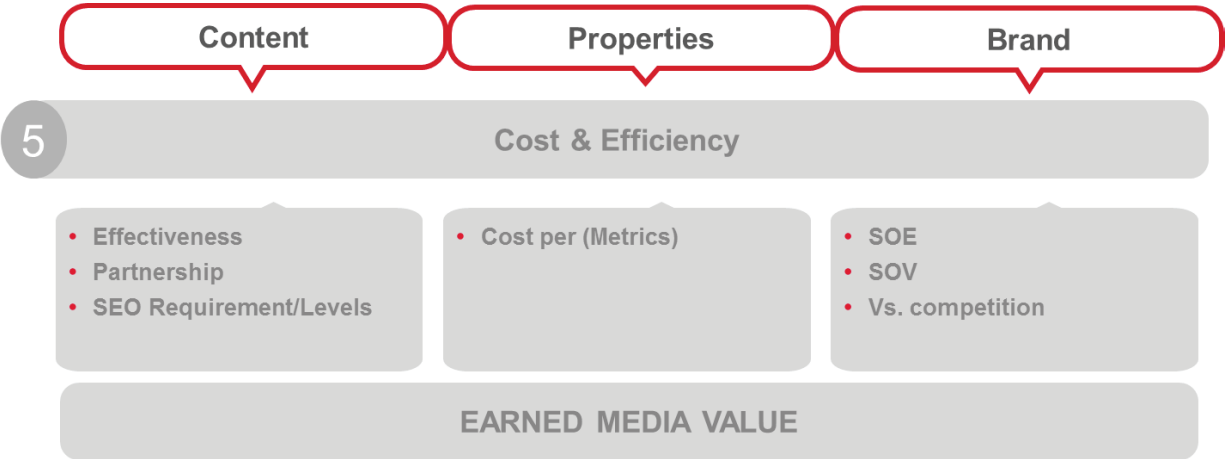 Content
Properties
Brand
5
Cost & Efficiency
• Effectiveness
• Partnership
• SEO Requirement/Levels
• Cost per (Metrics)
• SOE
• SOV
• Vs. competition
EARNED MEDIA VALUE